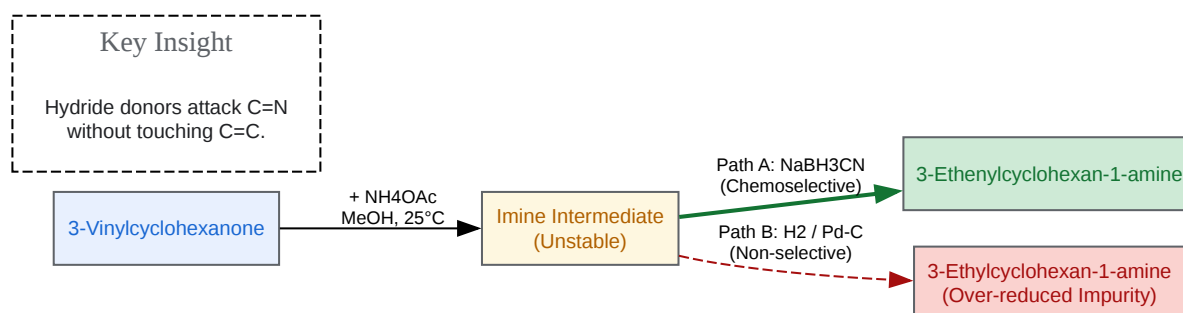 Key Insight
Hydride donors attack C=N
without touching C=C.
3-Vinylcyclohexanone
+ NH4OAc
MeOH, 25°C
Imine Intermediate
(Unstable)
Path A: NaBH3CN
(Chemoselective)
Path B: H2 / Pd-C
(Non-selective)
3-Ethenylcyclohexan-1-amine
3-Ethylcyclohexan-1-amine
(Over-reduced Impurity)